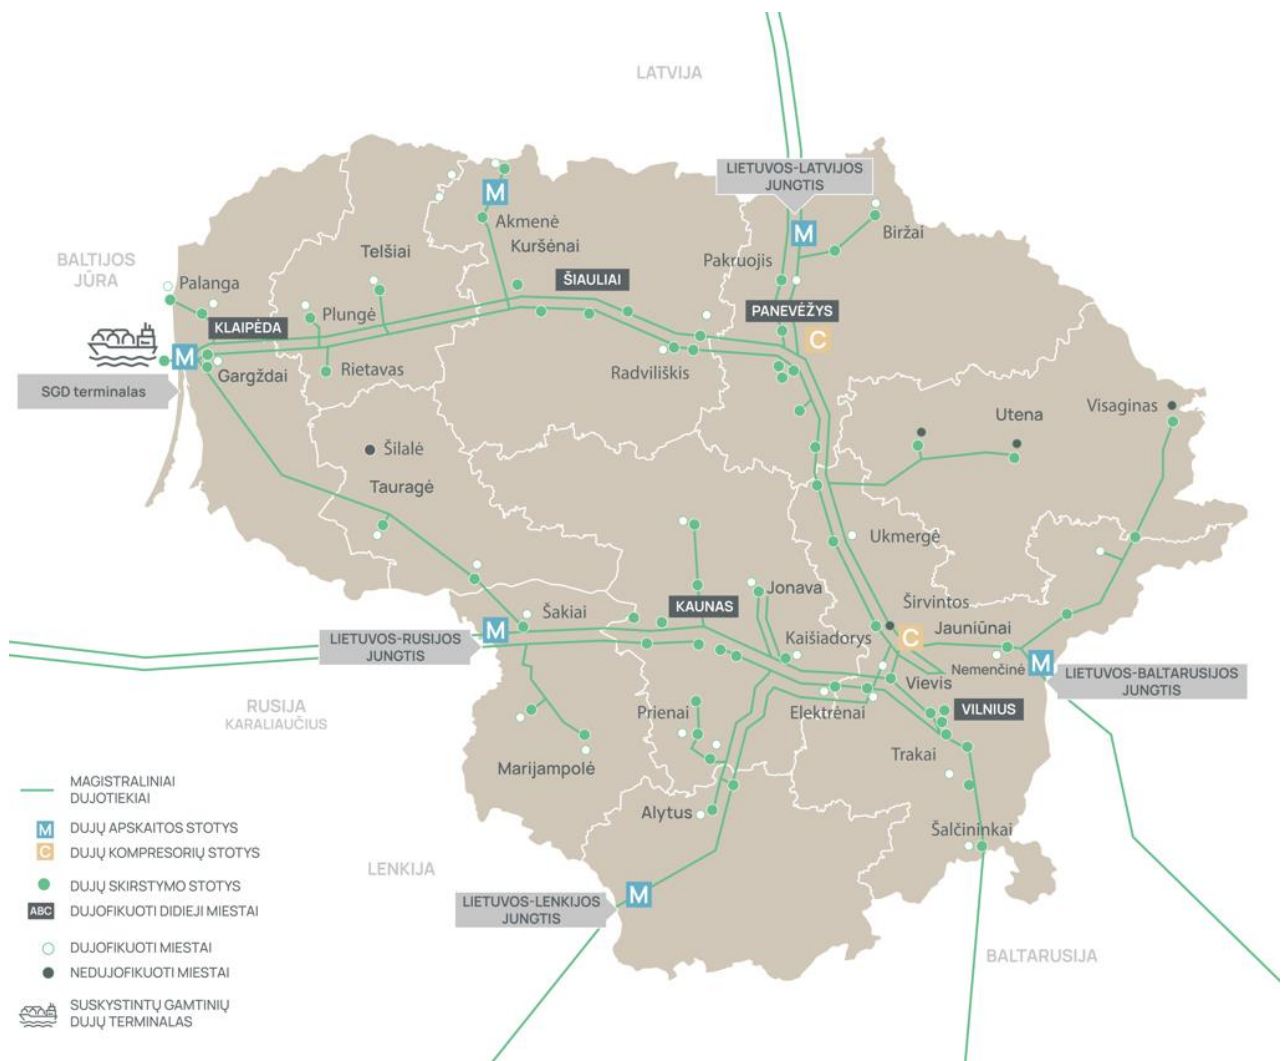 LATVIJA
LIETUVOS-LATVIJOS
JUNGTIS
M
Akmenė
Kuršėnai
M
Biržai
Telšiai
BALTIJOS
JŪRA
Pakruojis
Palanga
ŠIAULIAI
PANEVĖŽYS
Plungė
KLAIPĖDA
C
M
Gargždai
Rietavas
Radviliškis
SGD terminalas
Utena
Visaginas
Šilalė
Tauragė
Ukmergė
Jonava
Širvintos
KAUNAS
Šakiai
M
LIETUVOS-RUSIJOS
JUNGTIS
Kaišiadorys
C
Jauniūnai
Nemenčinė
M
LIETUVOS-BALTARUSIJOS
JUNGTIS
Vievis
RUSIJA
KARALIAUČIUS
Prienai
Elektrėnai
VILNIUS
Trakai
Marijampolė
MAGISTRALINIAI
DUJOTIEKIAI
Alytus
Šalčininkai
M
DUJŲ APSKAITOS STOTYS
C
DUJŲ KOMPRESORIŲ STOTYS
LENKIJA
DUJŲ SKIRSTYMO STOTYS
M
LIETUVOS-LENKIJOS
JUNGTIS
ABC
DUJOFIKUOTI DIDIEJI MIESTAI
DUJOFIKUOTI MIESTAI
BALTARUSIJA
NEDUJOFIKUOTI MIESTAI
SUSKYSTINTŲ GAMTINIŲ
DUJŲ TERMINALAS